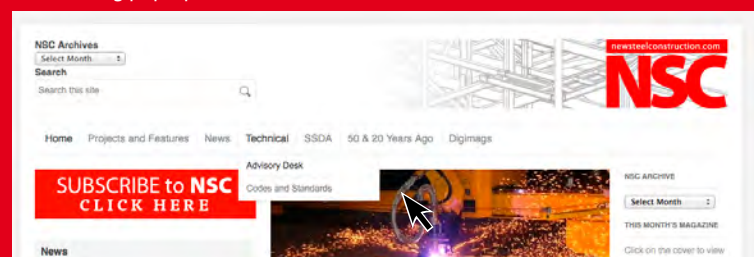 NSC Archives
Select Month
Search
Search this site
newsteelconstruction.com
NSC
Home Projects and Features News Technical SSDA 50 & 20 Years Ago Digimags
Advisory Desk
Codes and Standards
SUBSCRIBE to NSC
CLICK HERE
News
NSC ARCHIVE
Select Month
THIS MONTH'S MAGAZINE
Click on the cover to view